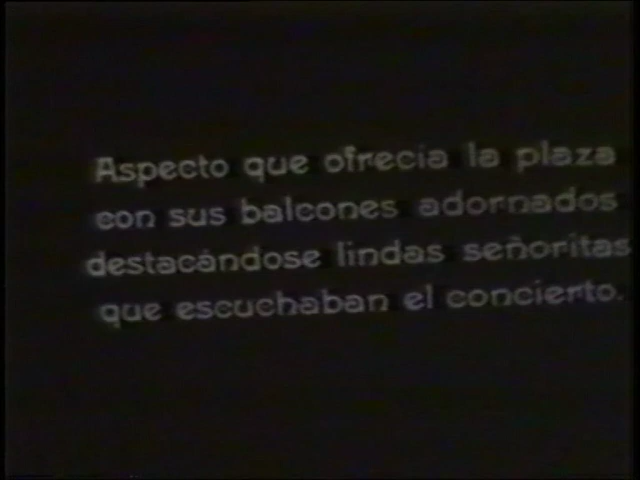 Aspecto que ofrecia la plaza
con sus balcones adornados
destacándose lindas señoritas
que escuchaban el concierto.